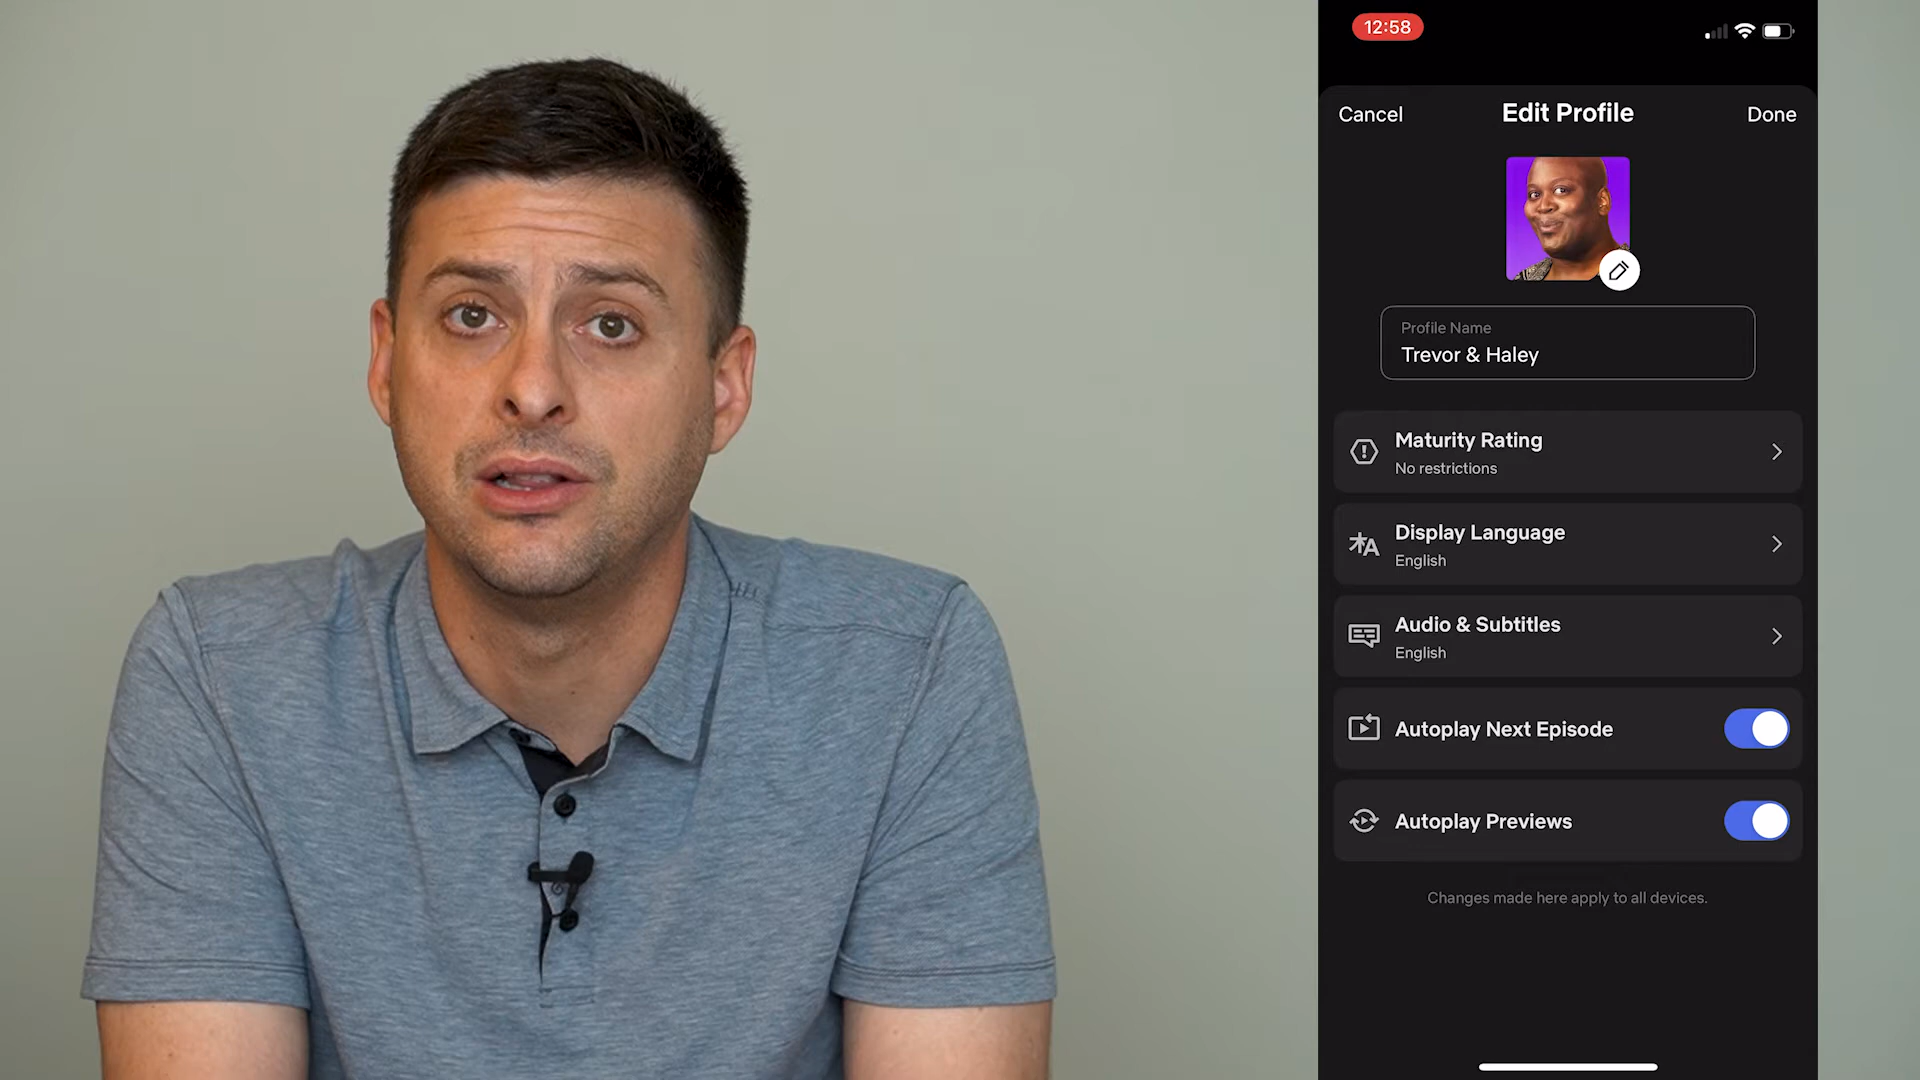 12:58
Cancel
Edit Profile
Done
Profile Name
Trevor & Haley
Maturity Rating
No restrictions
Display Language
English
Audio & Subtitles
English
Autoplay Next Episode
Autoplay Previews
Changes made here apply to all devices.